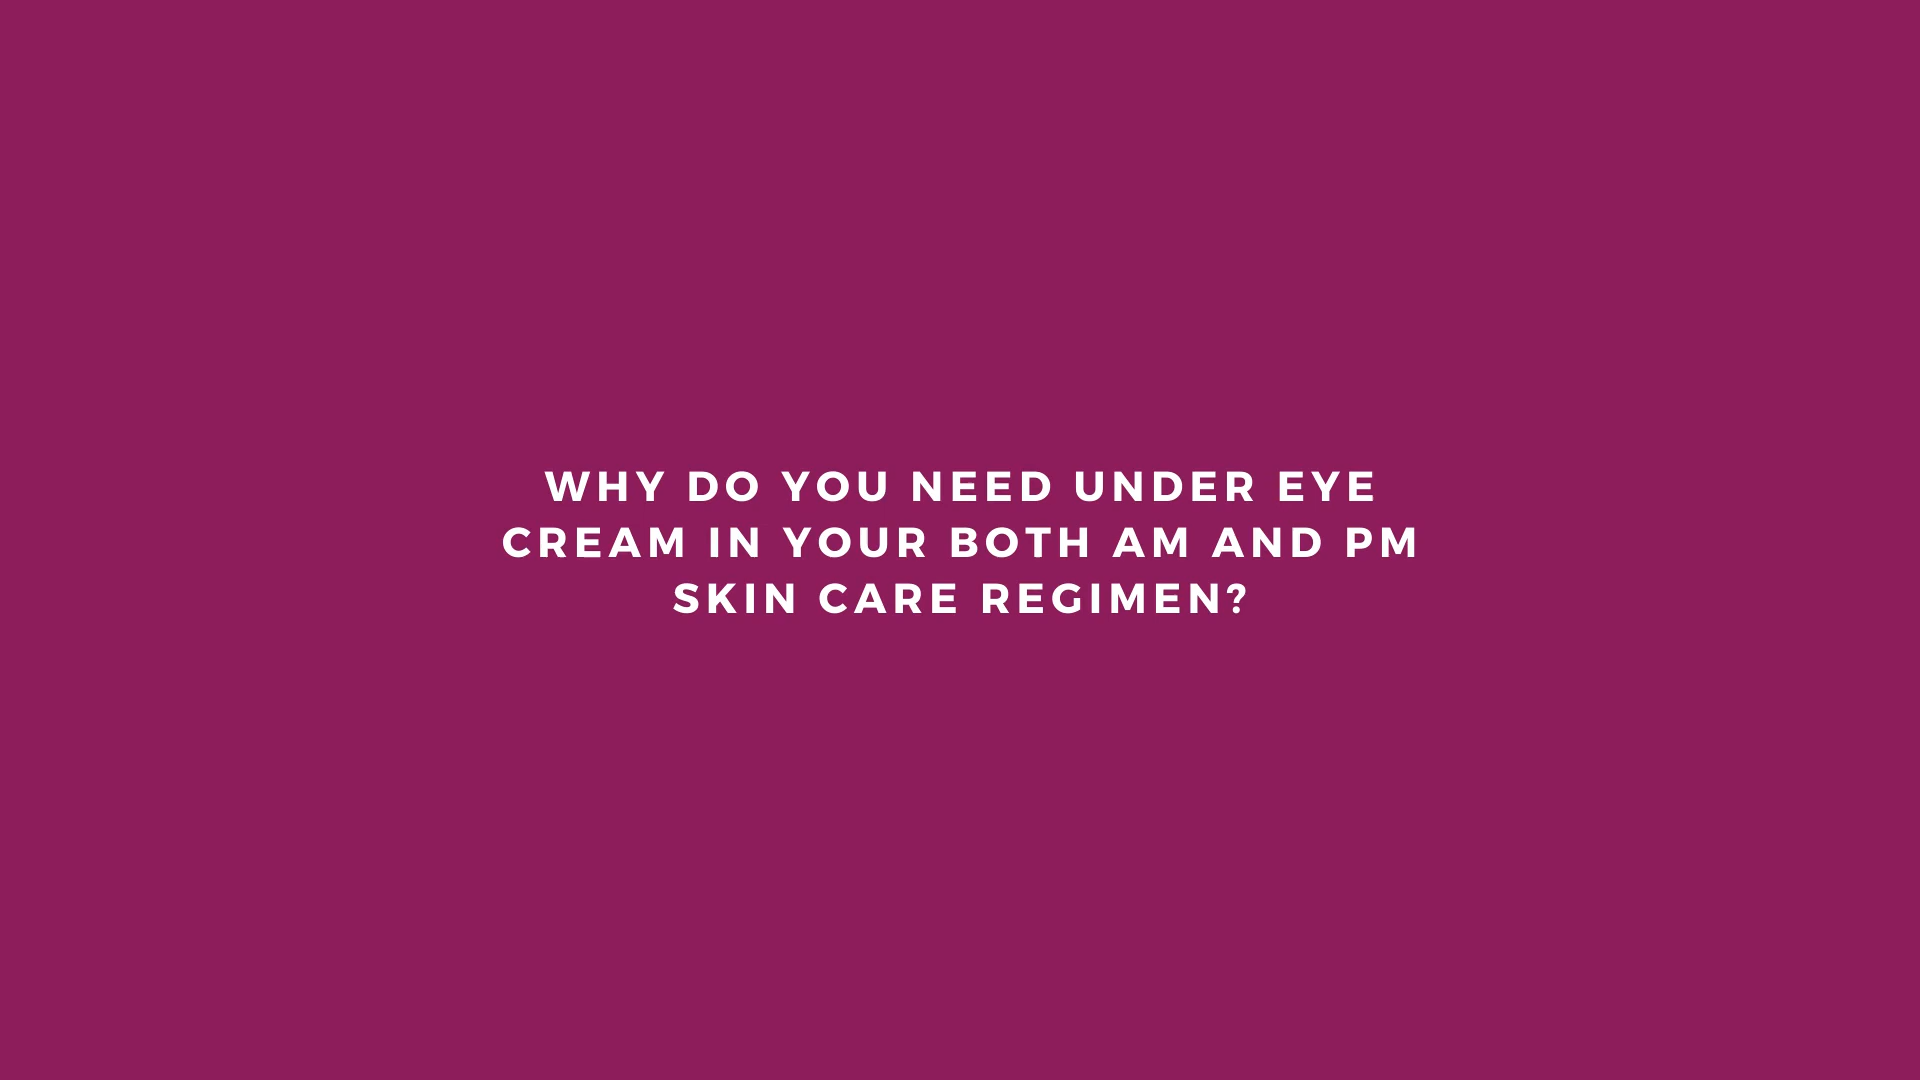 WHY DO YOU NEED UNDER EYE
CREAM IN YOUR BOTH AM AND PM
SKIN CARE REGIMEN?